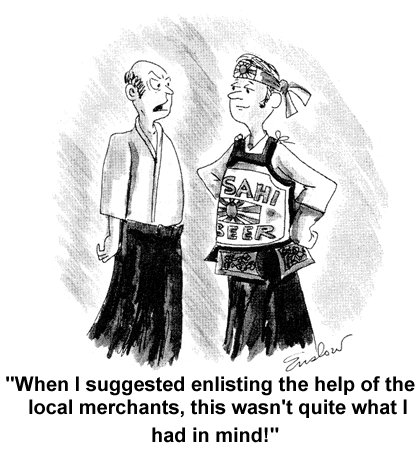 SAHI
BEER
Enslow
"When I suggested enlisting the help of the
local merchants, this wasn't quite what I
had in mind!"